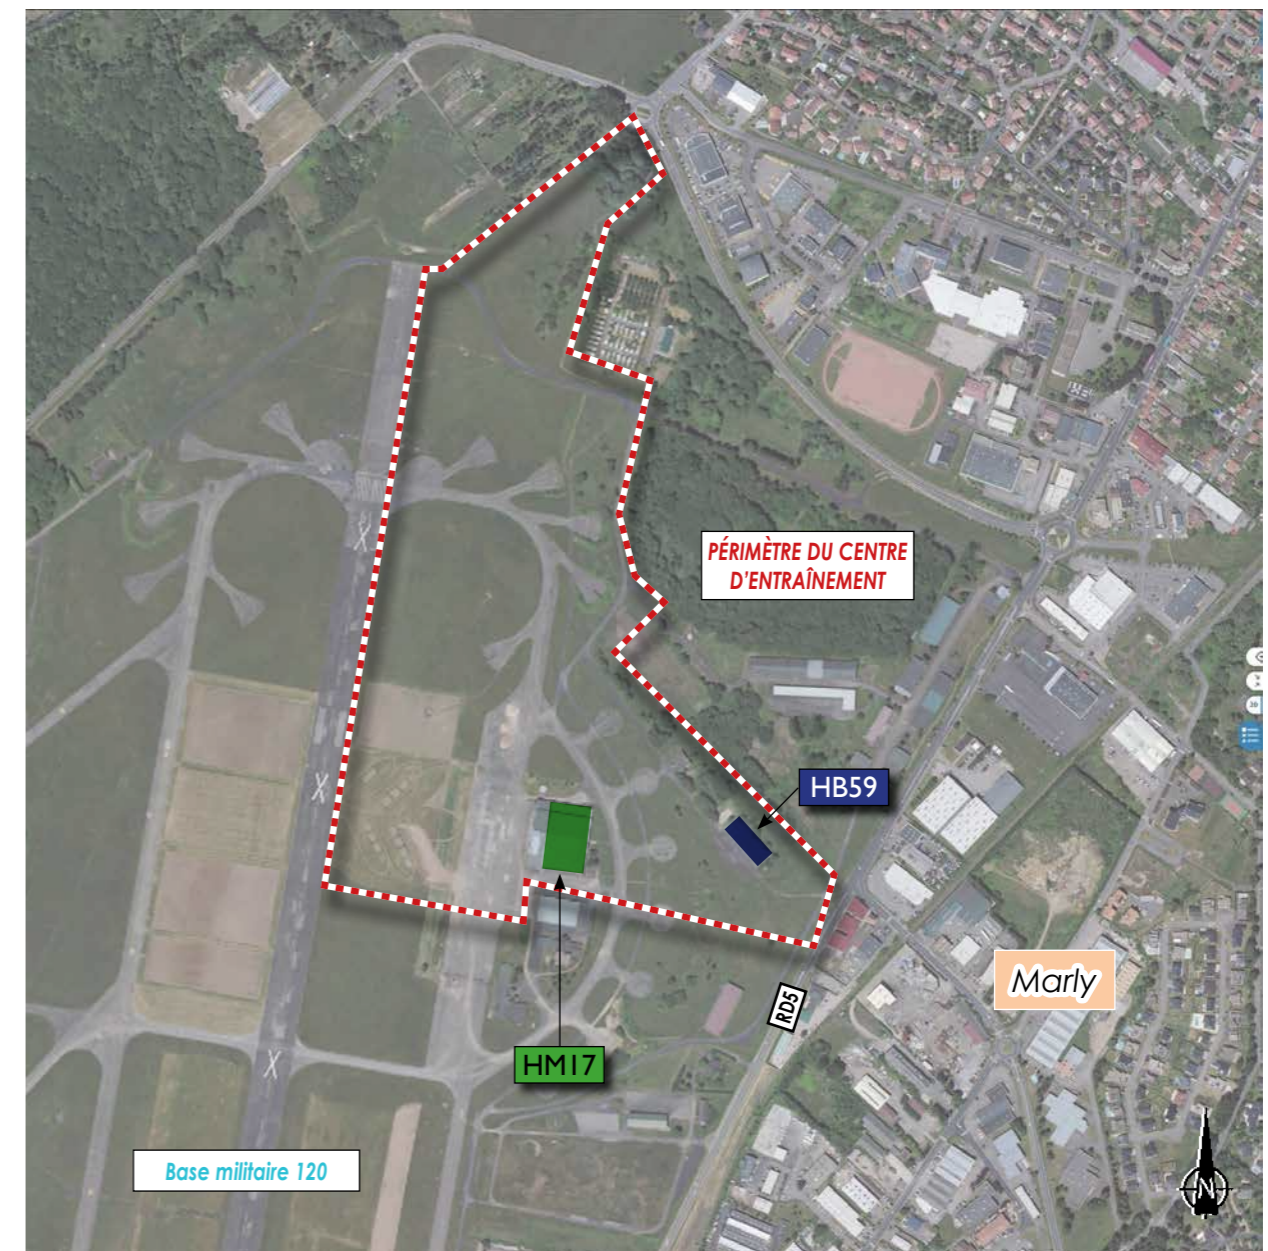 PÉRIMÈTRE DU CENTRE
D'ENTRAÎNEMENT
HB59
Marly
RD5
HM17
Base militaire 120
N